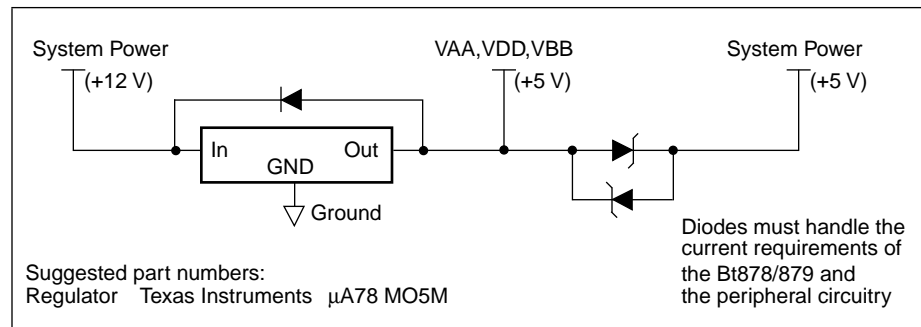 System Power
(+12 V)
VAA,VDD,VBB
(+5 V)
System Power
(+5 V)
In
Out
GND
Ground
Diodes must handle the
current requirements of
the Bt878/879 and
the peripheral circuitry
Suggested part numbers:
Regulator Texas Instruments µA78 MO5M